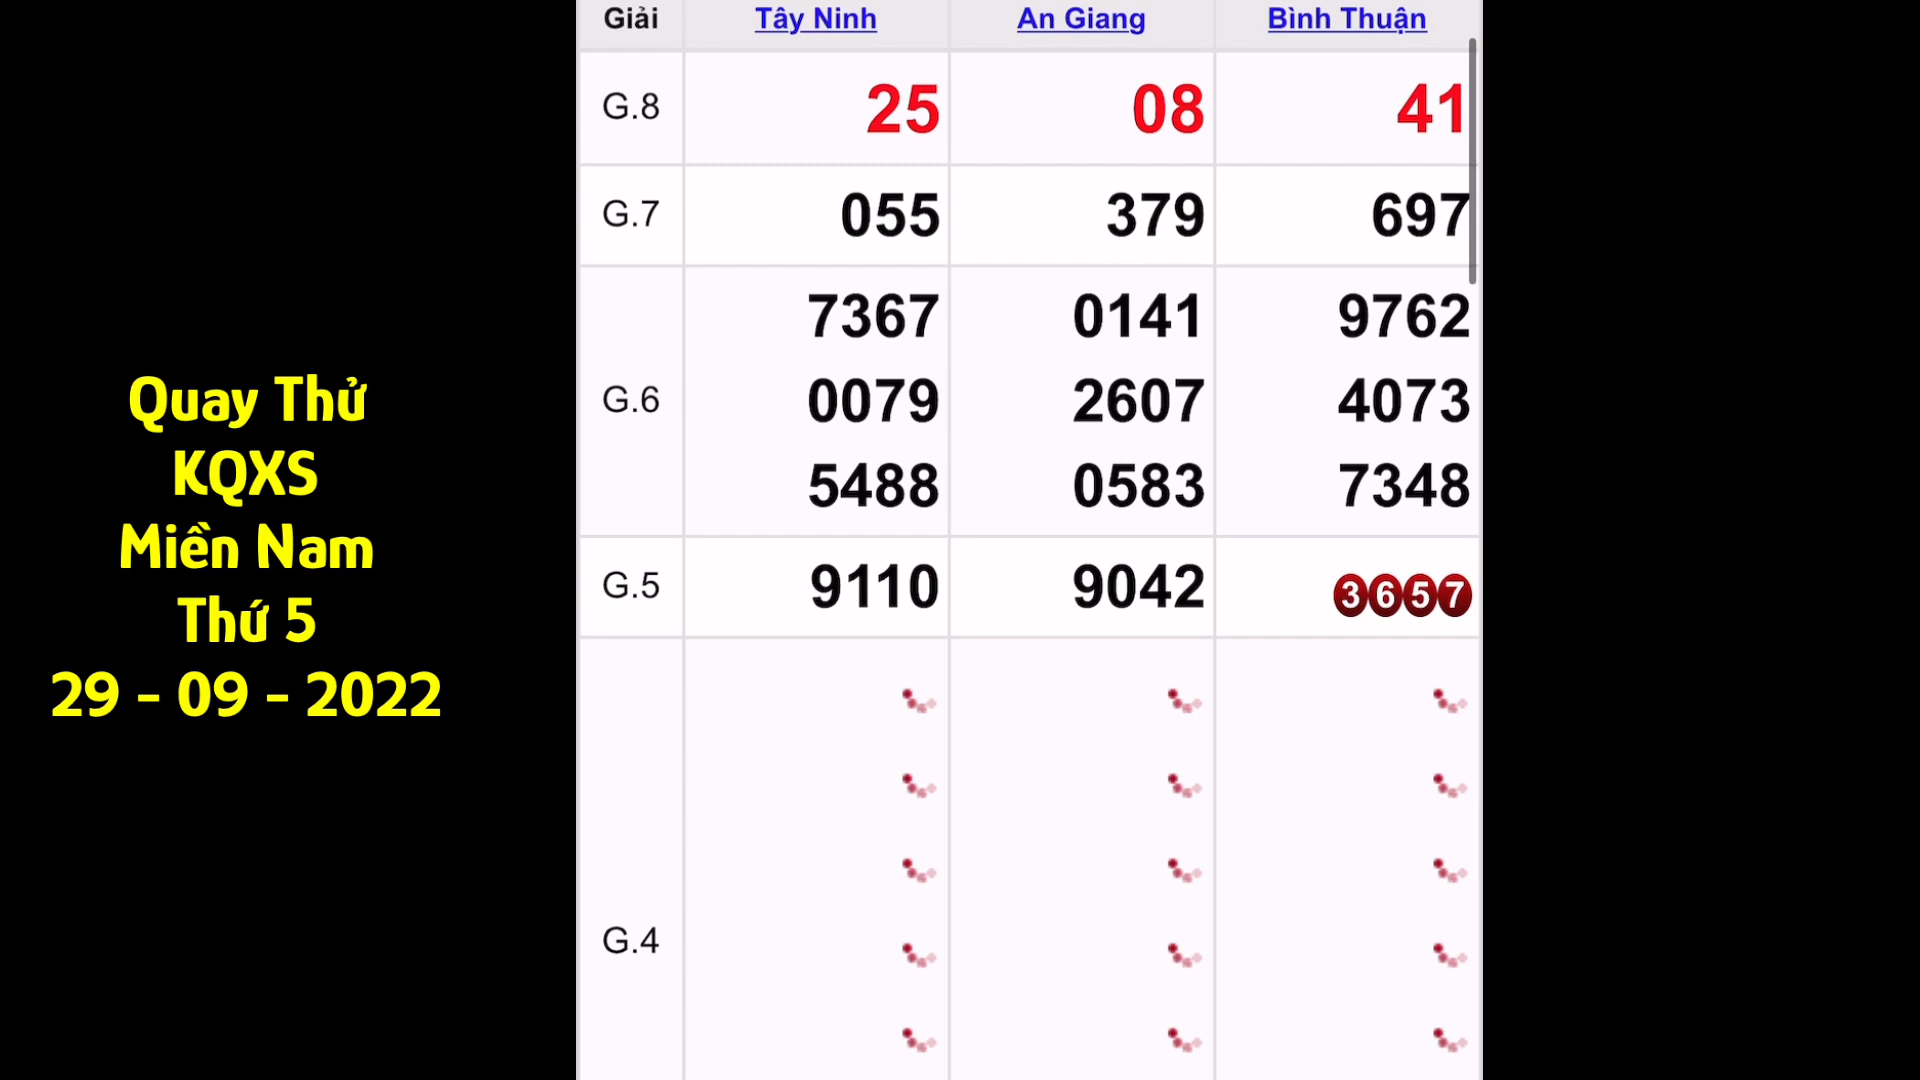 Giải Tây Ninh An Giang Bình Thuận
G.8 25 08 41
G.7 055 379 697
7367 0141 9762
G.6 0079 2607 4073
5488 0583 7348
G.5 9110 9042 3657
G.4
Quay Thử
KQXS
Miền Nam
Thứ 5
29 - 09 - 2022